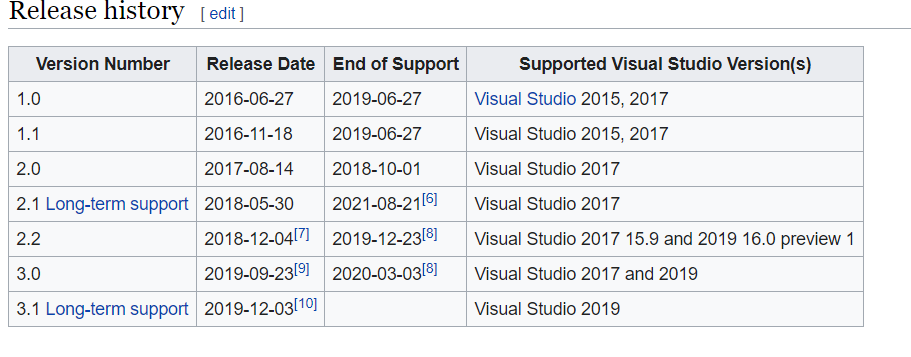 Release history [ edit ]
Version Number Release Date End of Support Supported Visual Studio Version(s)
1.0 2016-06-27 2019-06-27 Visual Studio 2015, 2017
1.1 2016-11-18 2019-06-27 Visual Studio 2015, 2017
2.0 2017-08-14 2018-10-01 Visual Studio 2017
2.1 Long-term support 2018-05-30 2021-08-21[6] Visual Studio 2017
2.2 2018-12-04[7] 2019-12-23[8] Visual Studio 2017 15.9 and 2019 16.0 preview 1
3.0 2019-09-23[9] 2020-03-03[8] Visual Studio 2017 and 2019
3.1 Long-term support 2019-12-03[10] Visual Studio 2019